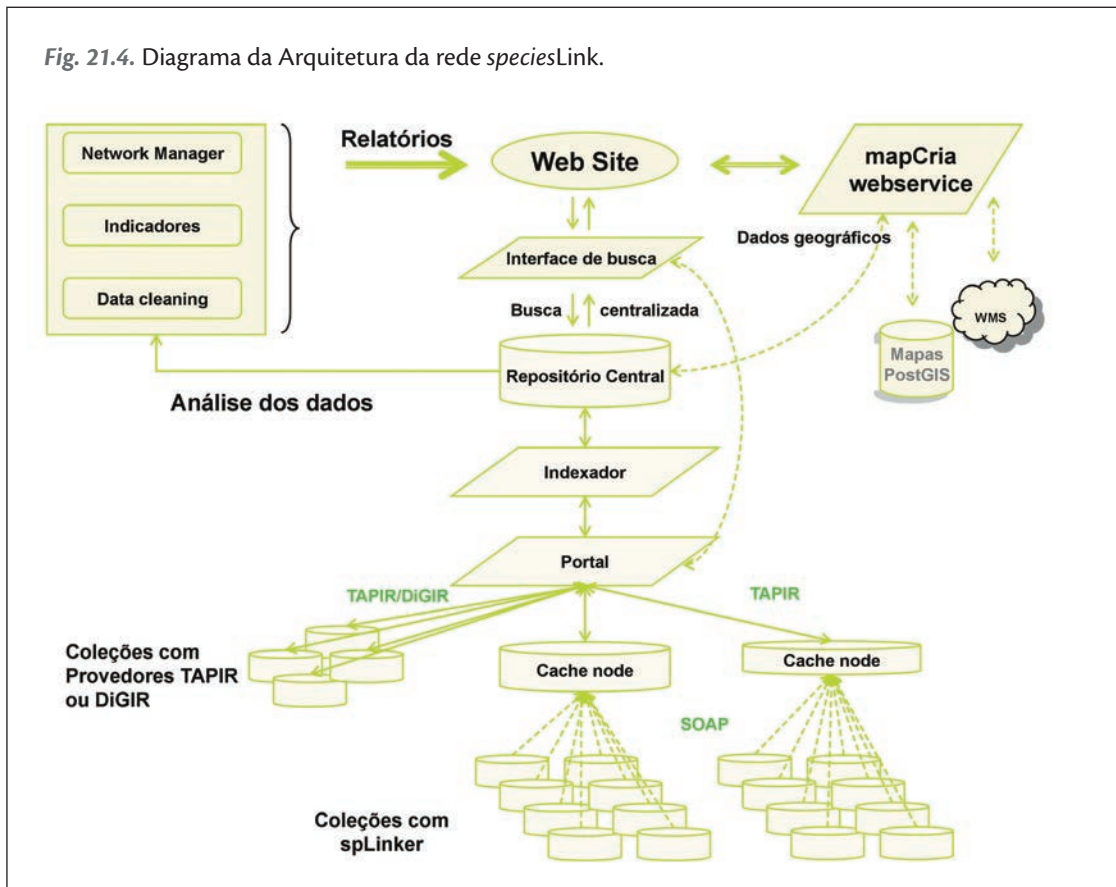 Fig. 21.4. Diagrama da Arquitetura da rede speciesLink.
Network Manager
Indicadores
Data cleaning
Relatórios
Web Site
mapCria
webservice
Dados geográficos
Interface de busca
WMS
Busca
centralizada
Mapas
PostGIS
Repositório Central
Análise dos dados
Indexador
Portal
TAPIR/DiGIR
TAPIR
Coleções com
Provedores TAPIR
ou DiGIR
Cache node
Cache node
SOAP
Coleções com
spLinker